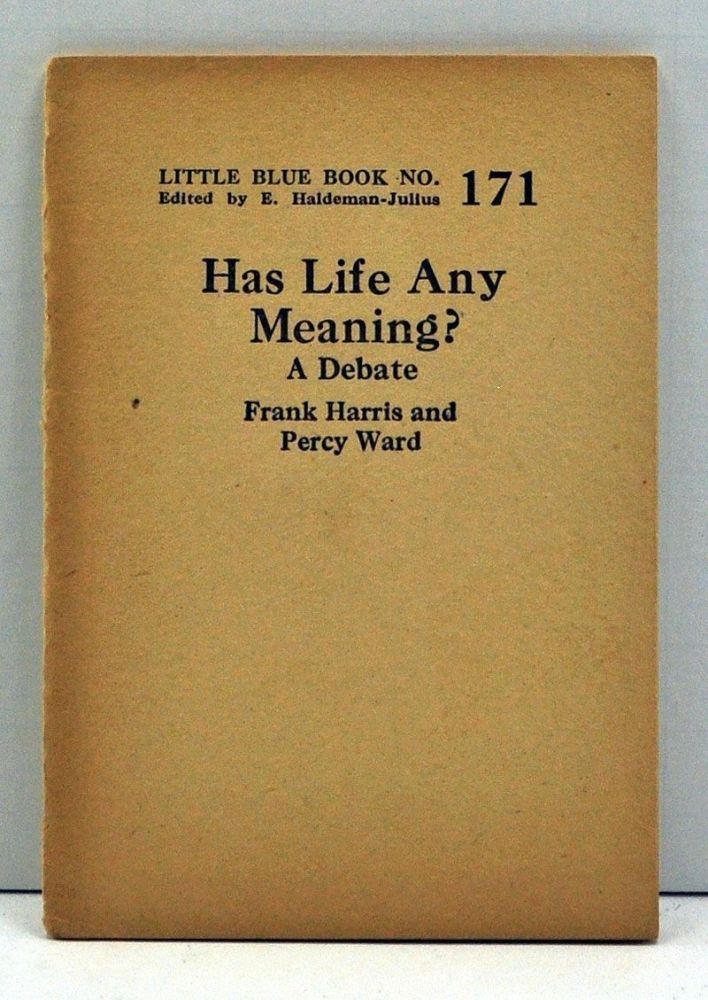 LITTLE BLUE BOOK NO. 171
Edited by E. Haldeman-Julius
Has Life Any
Meaning?
A Debate
Frank Harris and
Percy Ward